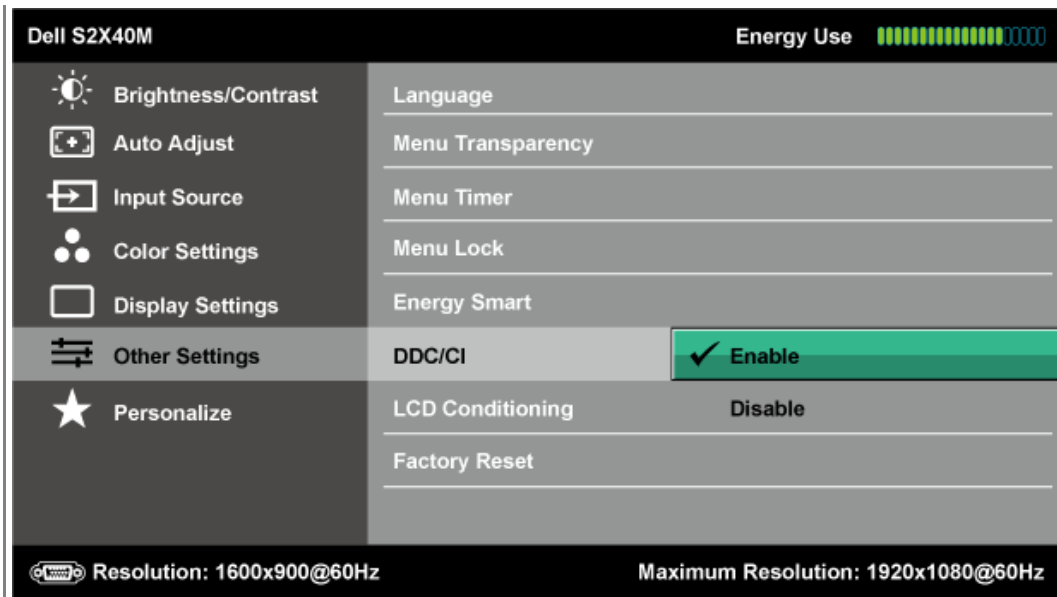 Dell S2X40M Energy Use
Brightness/Contrast Language
Auto Adjust Menu Transparency
Input Source Menu Timer
Color Settings Menu Lock
Display Settings Energy Smart
Other Settings DDC/CI Enable
Personalize LCD Conditioning Disable
Factory Reset
Resolution: 1600x900@60Hz Maximum Resolution: 1920x1080@60Hz